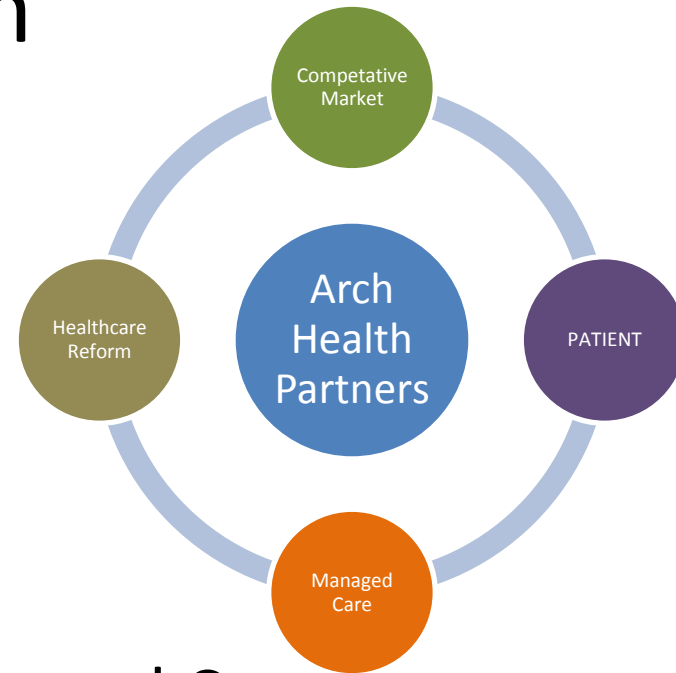 Competative
Market
Healthcare
Reform
Arch
Health
Partners
PATIENT
Managed
Care